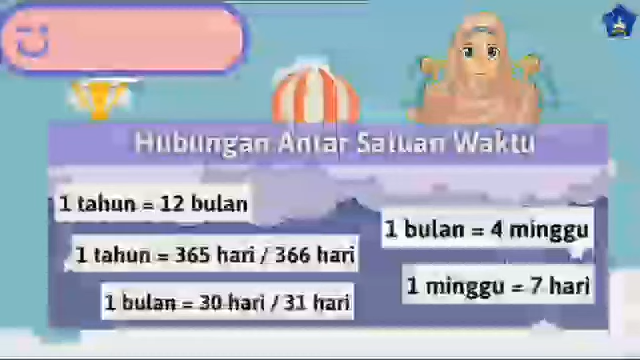 Hubungan Antar Satuan Waktu
1 tahun = 12 bulan
1 tahun = 365 hari / 366 hari
1 bulan = 30 hari / 31 hari
1 bulan = 4 minggu
1 minggu = 7 hari